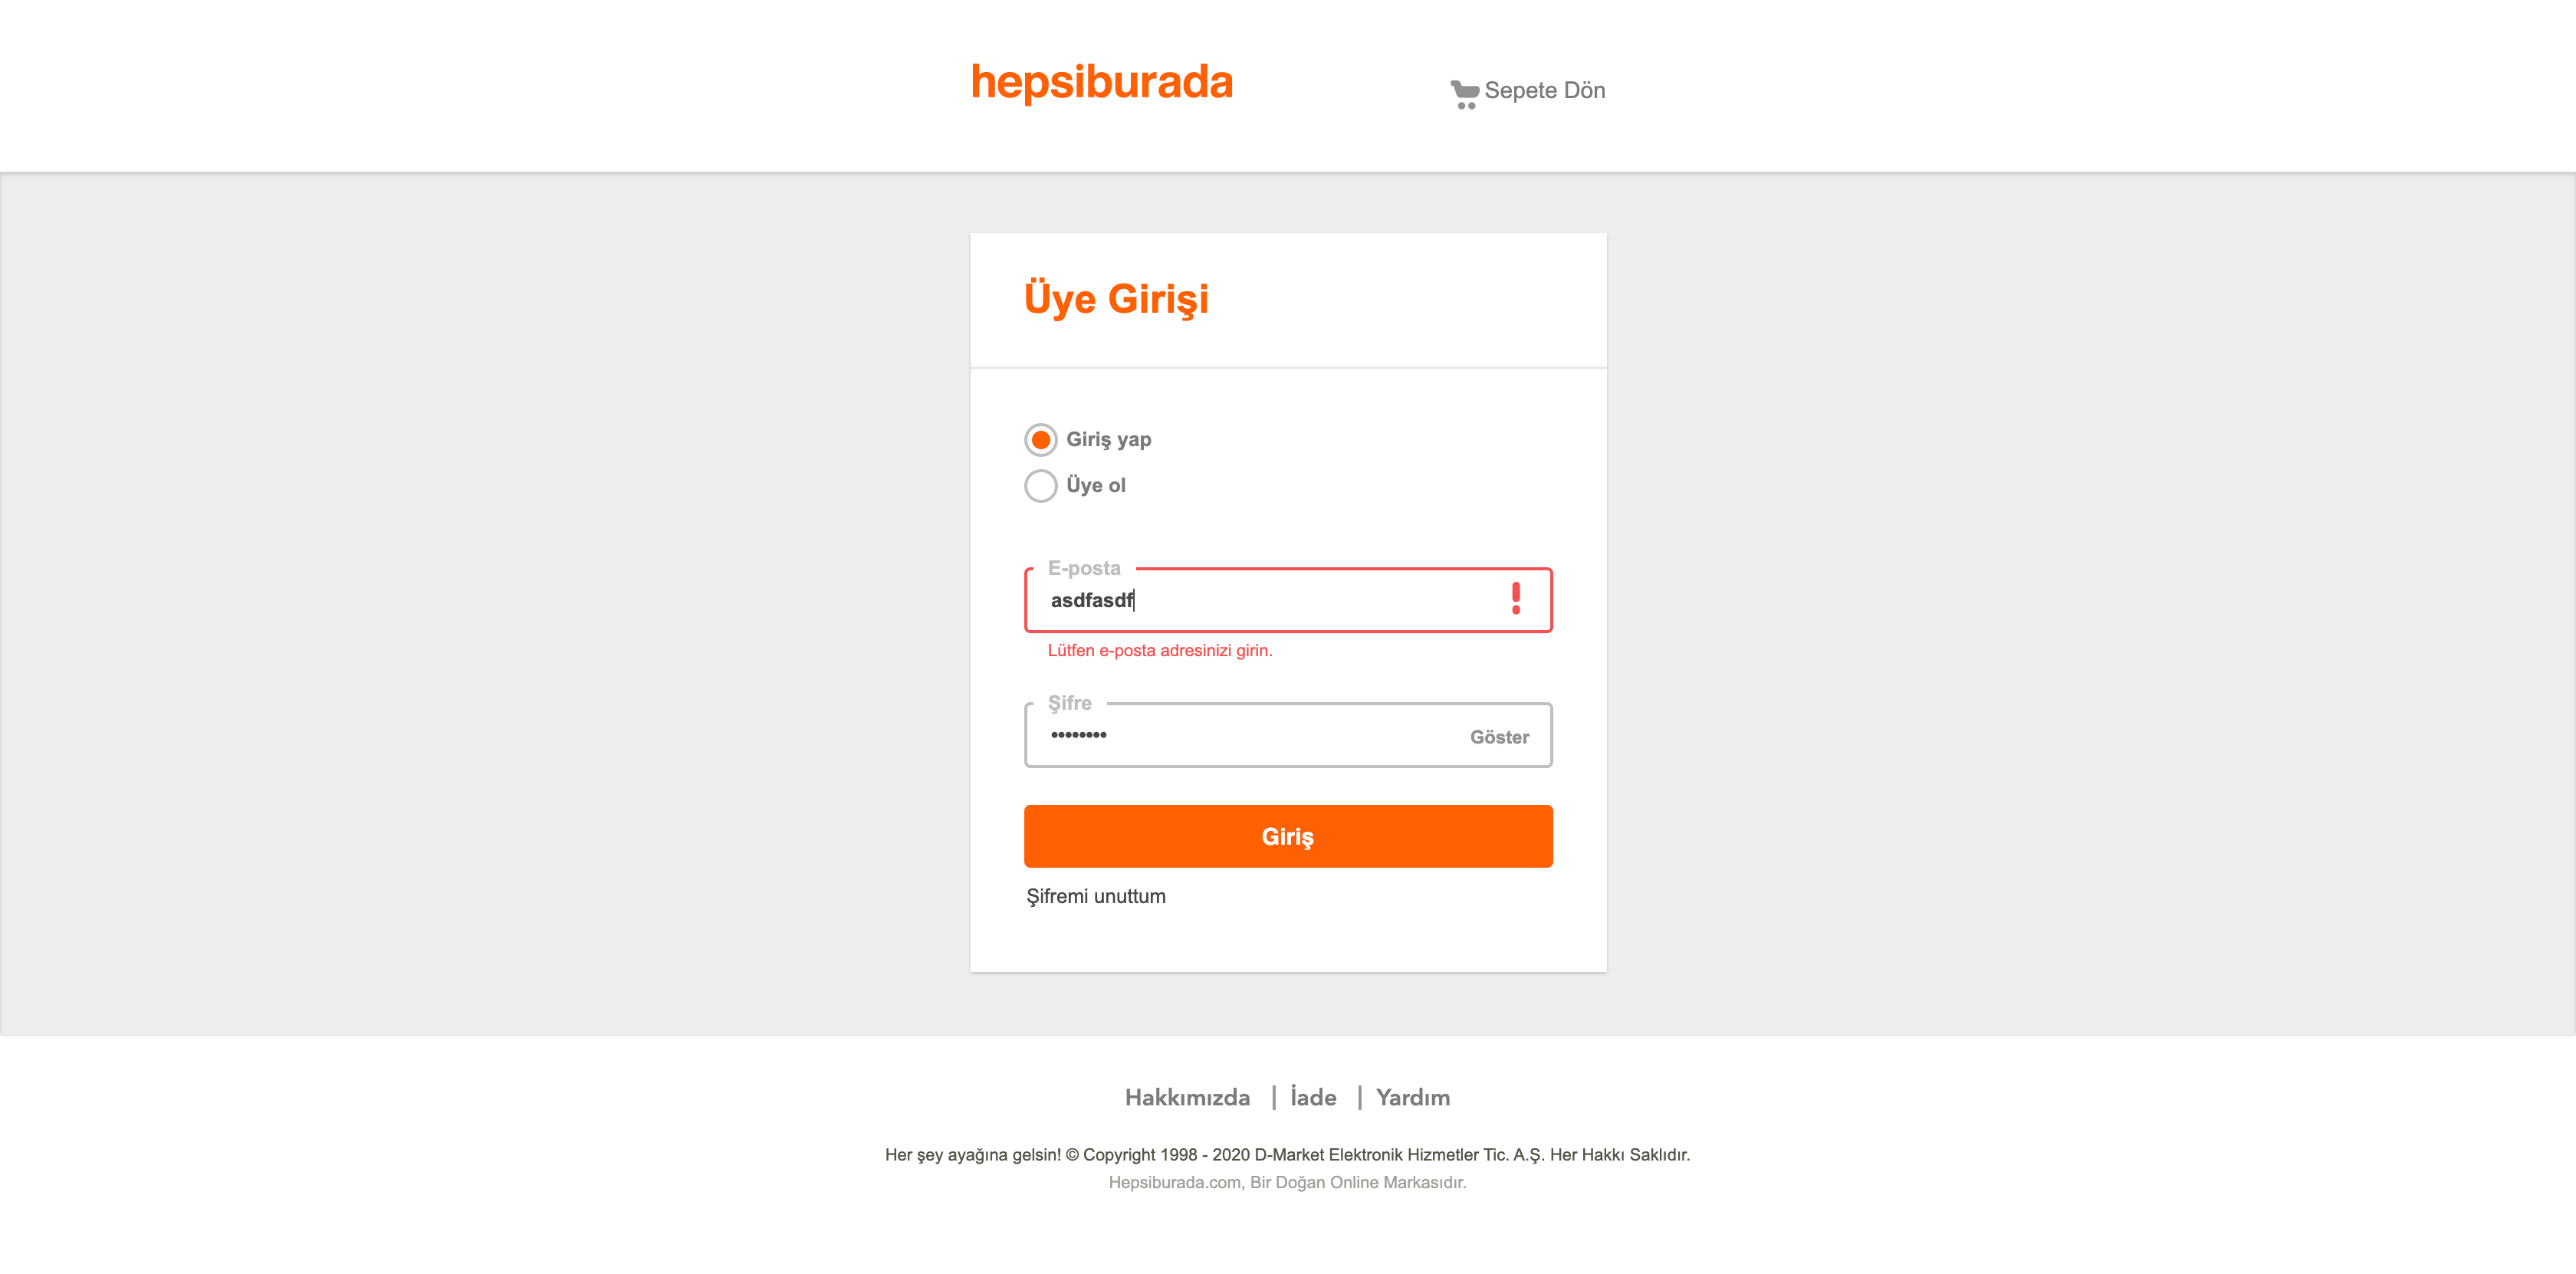 hepsiburada
Sepete Dön
Üye Girişi
Giriş yap
Üye ol
E-posta
asdfasdf
Lütfen e-posta adresinizi girin.
Şifre
••••••••
Göster
Giriş
Şifremi unuttum
Hakkımızda | İade | Yardım
Her şey ayağına gelsin! © Copyright 1998 - 2020 D-Market Elektronik Hizmetler Tic. A.Ş. Her Hakkı Saklıdır.
Hepsiburada.com, Bir Doğan Online Markasıdır.